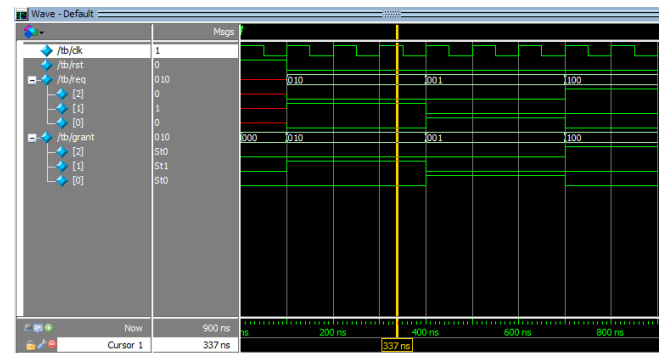 Wave - Default
Msgs
/tb/clk 1
/tb/rst 0
/tb/req 010 010 001 100
[2] 0
[1] 1
[0] 0
/tb/grant 010 000 010 001 100
[2] St0
[1] St1
[0] St0
Now 900 ns ns 200 ns 400 ns 600 ns 800 ns
Cursor 1 337 ns 337 ns